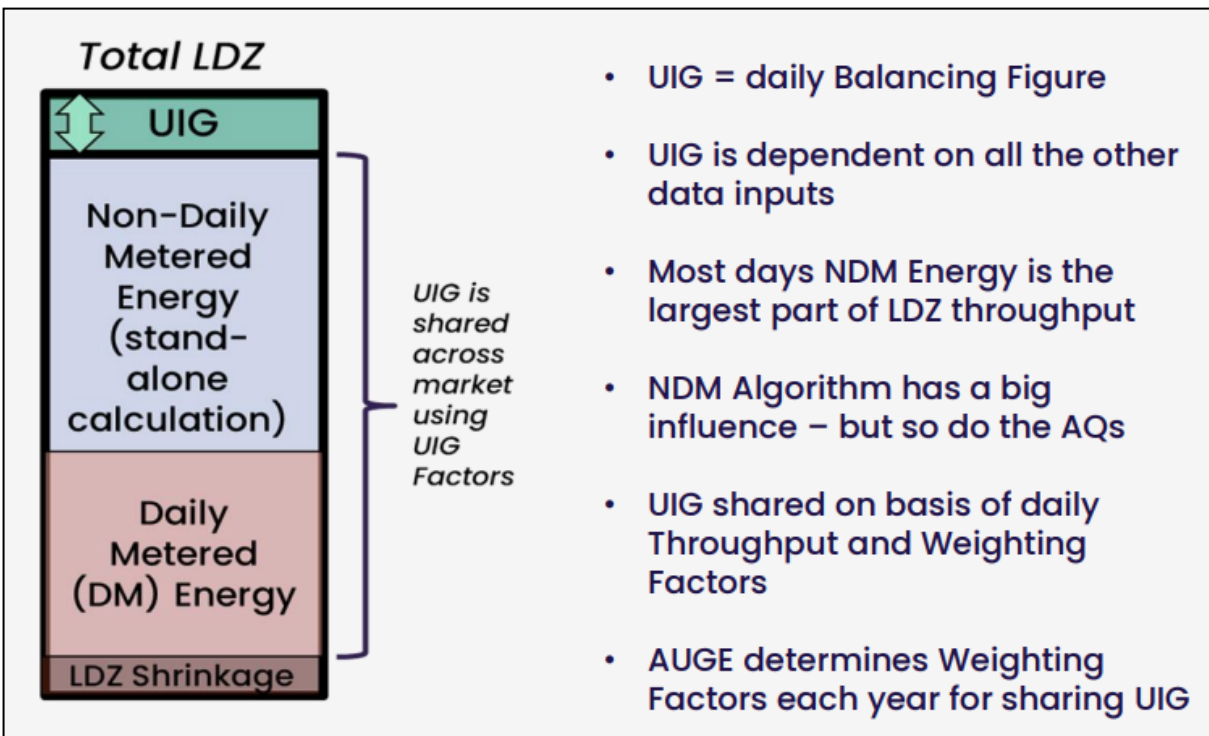 Total LDZ
UIG
Non-Daily
Metered
Energy
(stand-
alone
calculation)
Daily
Metered
(DM) Energy
LDZ Shrinkage
UIG is
shared
across
market
using
UIG
Factors
• UIG = daily Balancing Figure
• UIG is dependent on all the other
data inputs
• Most days NDM Energy is the
largest part of LDZ throughput
• NDM Algorithm has a big
influence – but so do the AQs
• UIG shared on basis of daily
Throughput and Weighting
Factors
• AUGE determines Weighting
Factors each year for sharing UIG